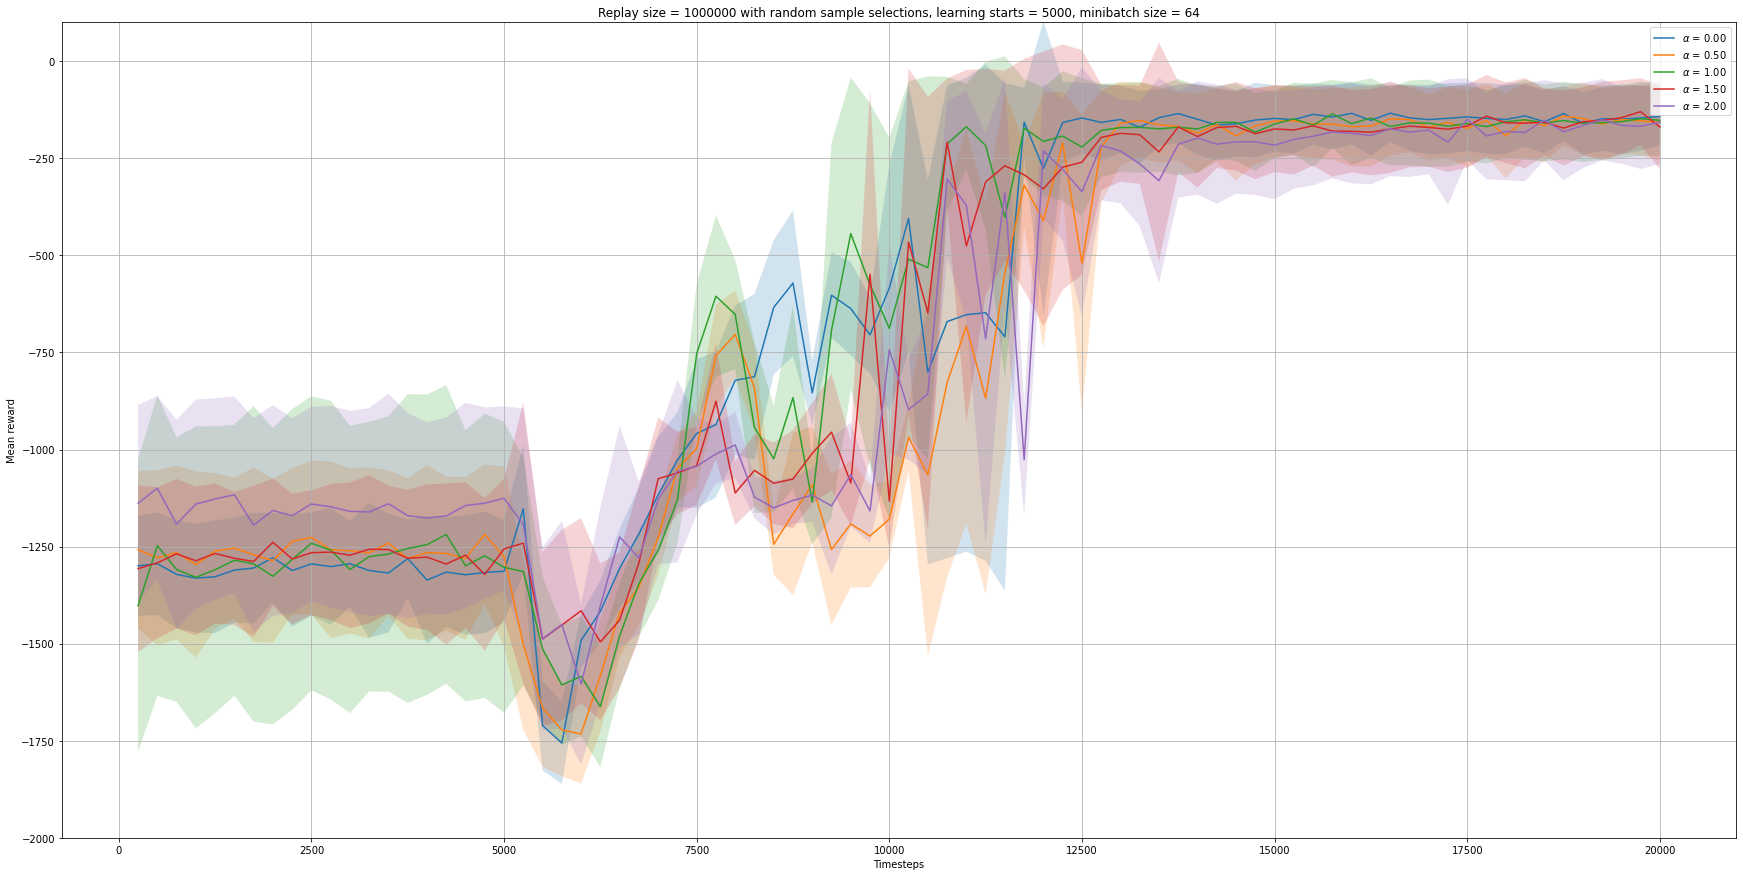 Replay size = 1000000 with random sample selections, learning starts = 5000, minibatch size = 64
α = 0.00
α = 0.50
α = 1.00
α = 1.50
α = 2.00
0
−250
−500
−750
−1000
−1250
−1500
−1750
−2000
Mean reward
0 2500 5000 7500 10000 12500 15000 17500 20000
Timesteps